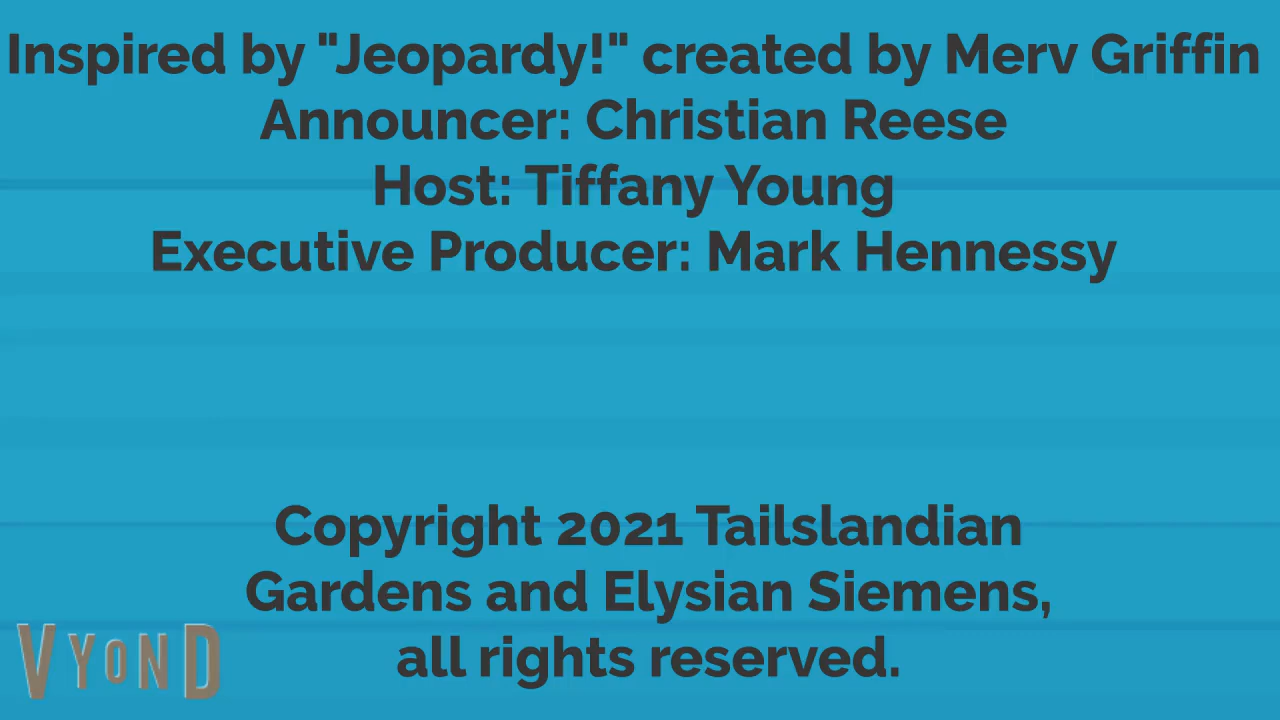 Inspired by "Jeopardy!" created by Merv Griffin
Announcer: Christian Reese
Host: Tiffany Young
Executive Producer: Mark Hennessy
Copyright 2021 Tailslandian
Gardens and Elysian Siemens,
all rights reserved.
VYOND